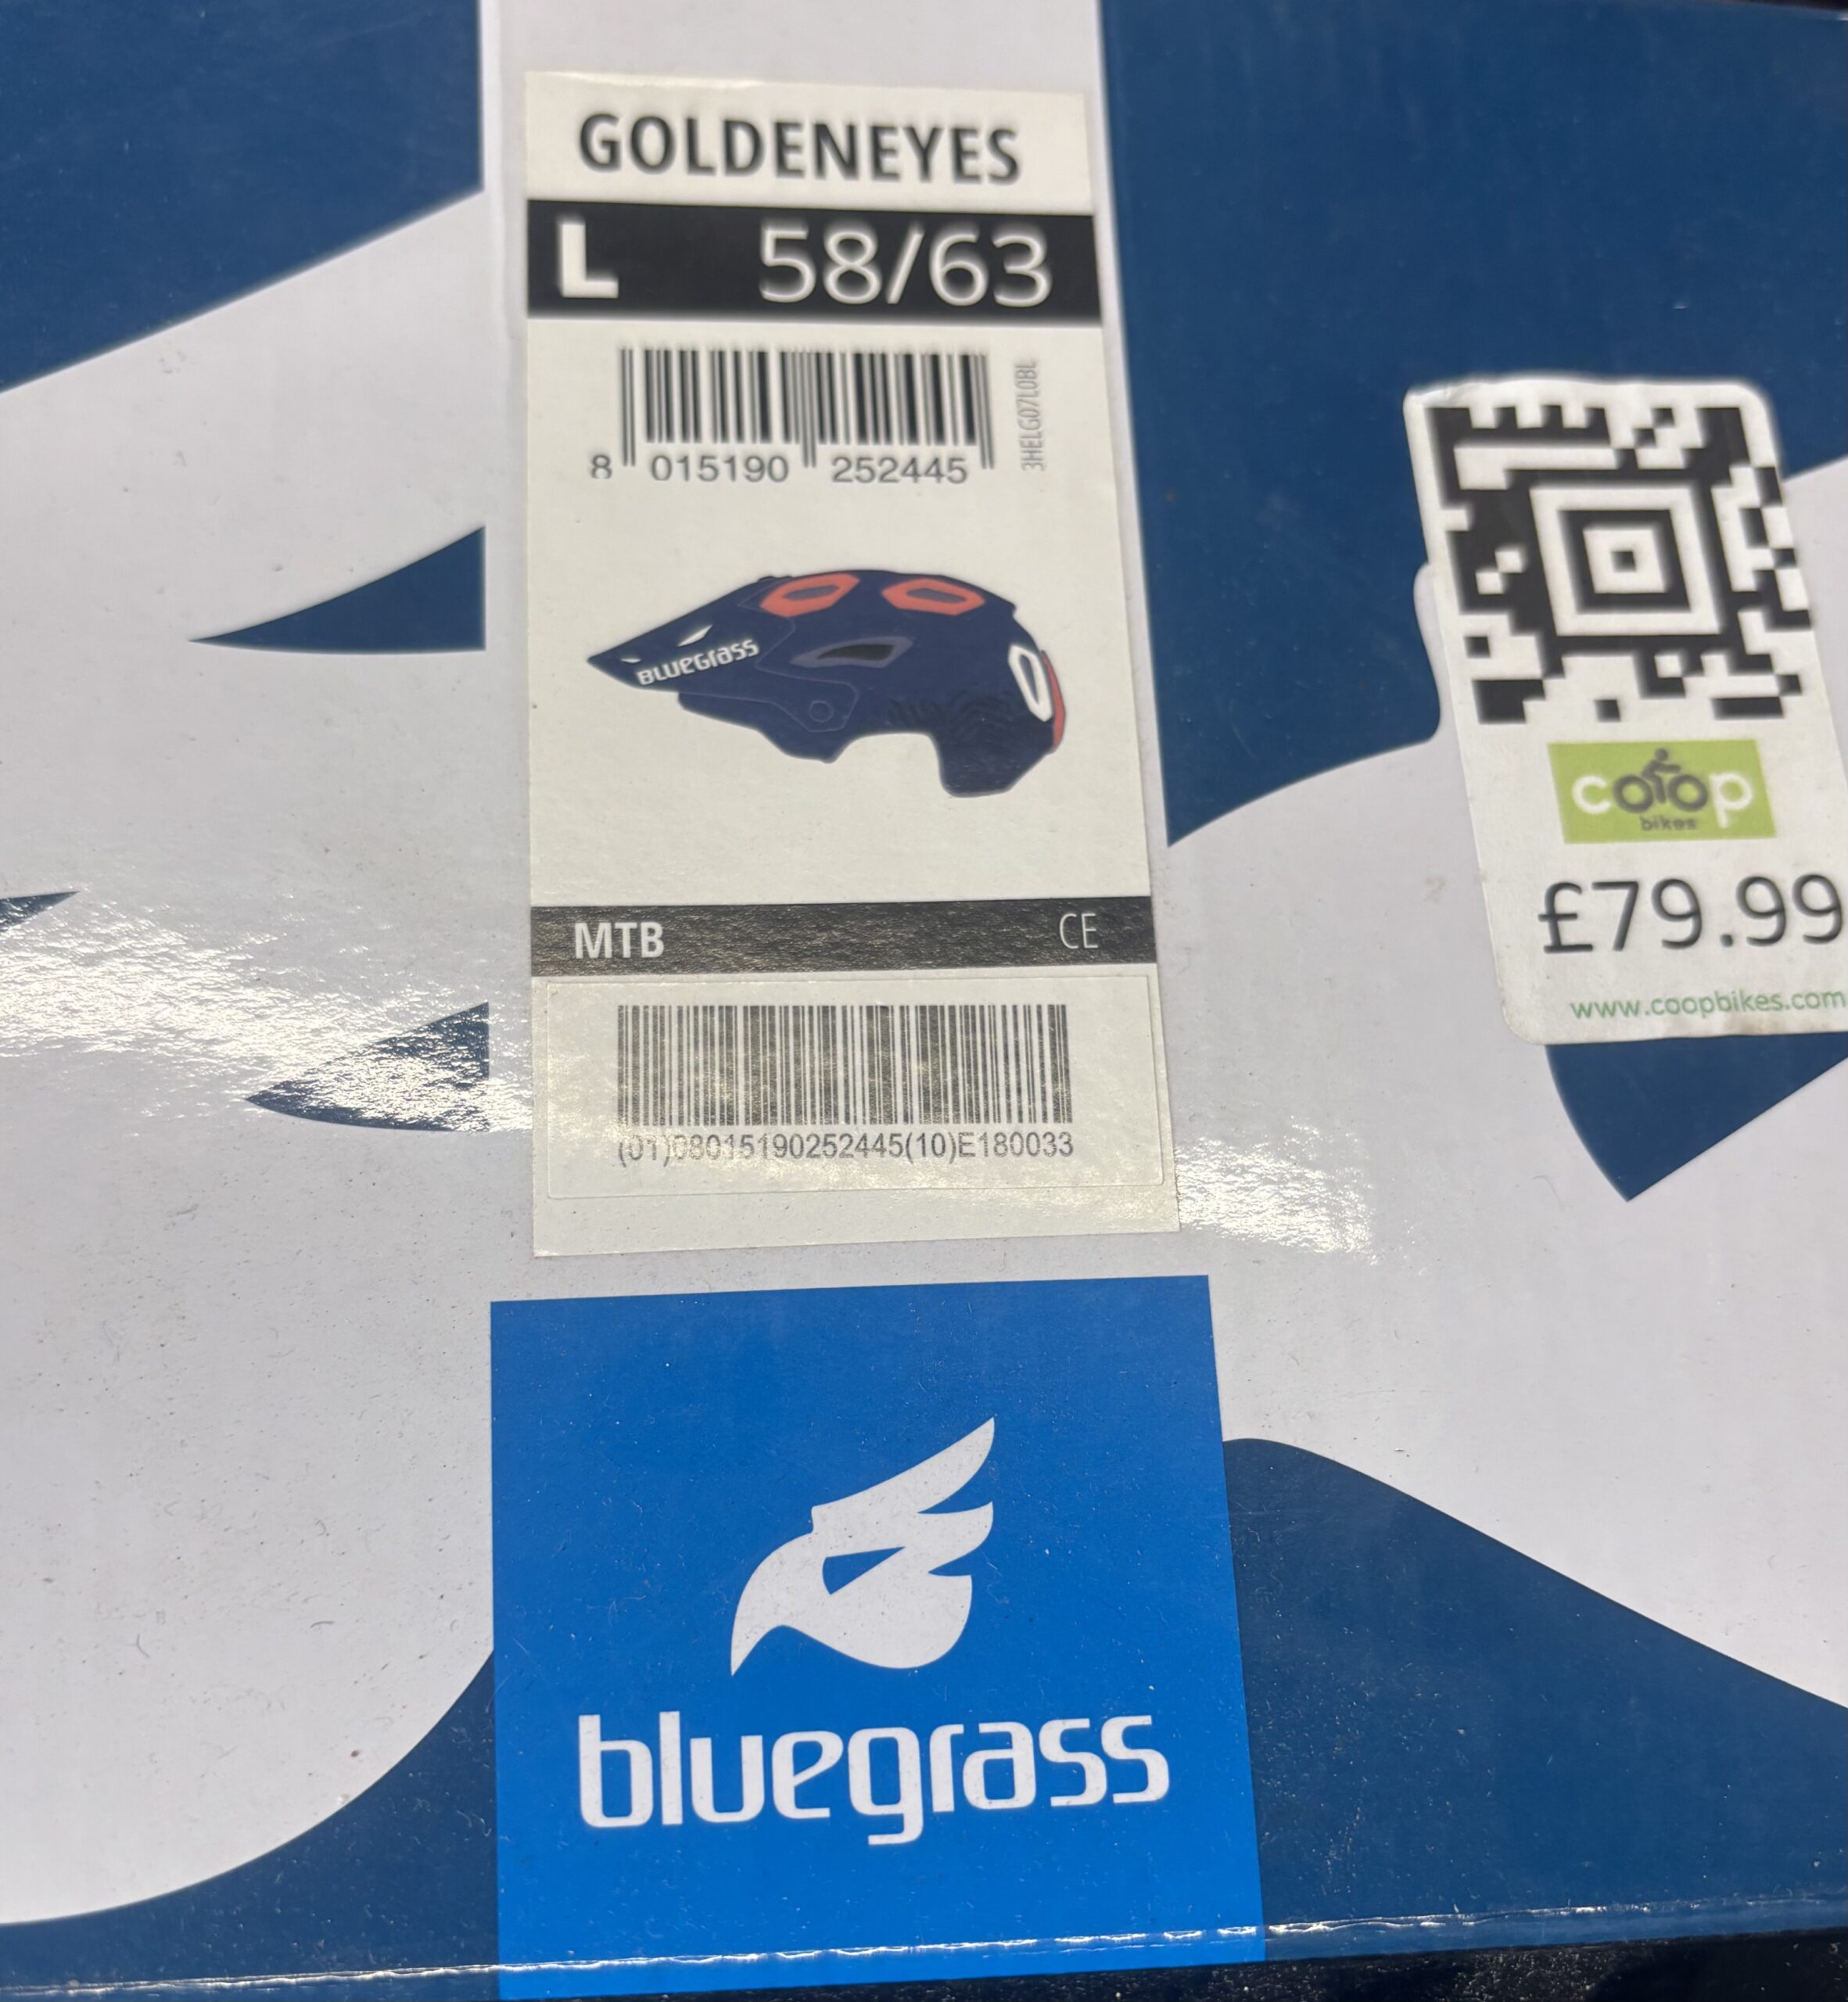 GOLDENEYES
L 58/63
8 015190 252445
3HELG07L0BL
BLUEGrASS
MTB CE
(01)08015190252445(10)E180033
bluegrass
coop
bikes
£79.99
www.coopbikes.com